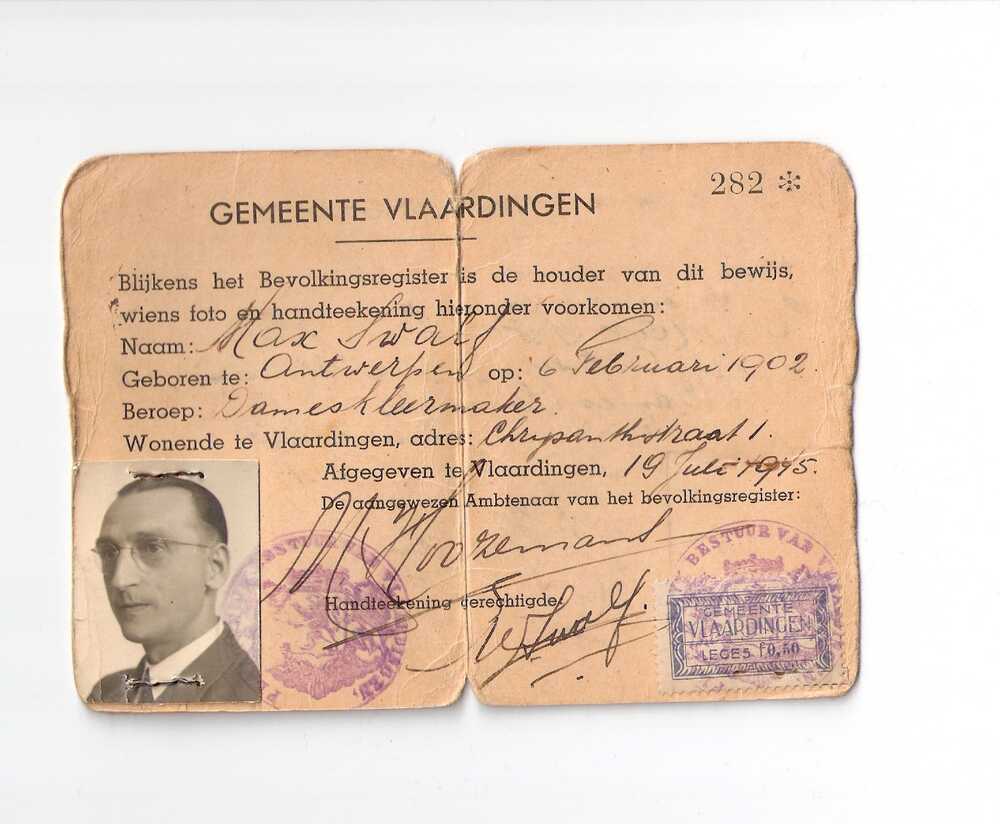 282 *
GEMEENTE VLAARDINGEN
Blijkens het Bevolkingsregister is de houder van dit bewijs,
wiens foto en handteekening hieronder voorkomen:
Naam: Max
Geboren te: Antwerpen op: 6 Februari 1902.
Beroep: Dameskleermaker.
Wonende te Vlaardingen, adres: Chrysanthstraat 1.
Afgegeven te Vlaardingen, 19 Juli 1945.
De aangewezen Ambtenaar van het bevolkingsregister:
BESTUUR VAN
Handteekening gerechtigde
GEMEENTE
VLAARDINGEN
LEGES f 0,50